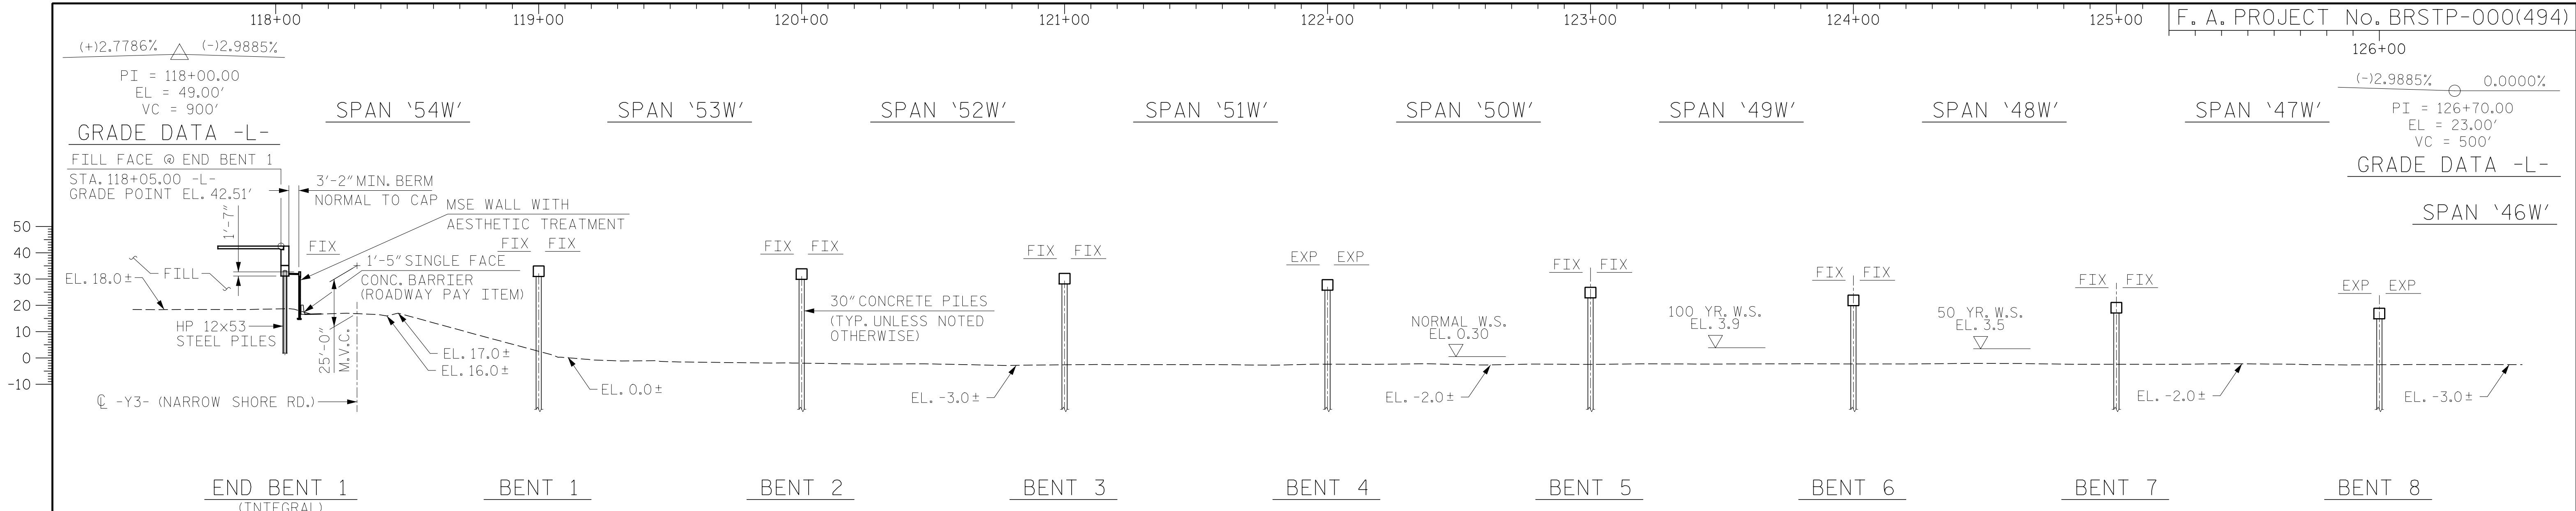 118+00 119+00 120+00 121+00 122+00 123+00 124+00 125+00
F. A. PROJECT No. BRSTP-000(494)
126+00
(+)2.7786% (-)2.9885%
PI = 118+00.00
EL = 49.00'
VC = 900'
GRADE DATA -L-
(-)2.9885% 0.0000%
PI = 126+70.00
EL = 23.00'
VC = 500'
GRADE DATA -L-
SPAN '54W' SPAN '53W' SPAN '52W' SPAN '51W' SPAN '50W' SPAN '49W' SPAN '48W' SPAN '47W'
SPAN '46W'
FILL FACE @ END BENT 1
STA. 118+05.00 -L-
GRADE POINT EL. 42.51'
3'-2" MIN. BERM
NORMAL TO CAP
MSE WALL WITH
AESTHETIC TREATMENT
1'-7"
FIX
FIX FIX
FIX FIX
FIX FIX
EXP EXP
FIX FIX
FIX FIX
FIX FIX
EXP EXP
50
40
30
20
10
0
-10
EL. 18.0±
FILL
1'-5" SINGLE FACE
CONC. BARRIER
(ROADWAY PAY ITEM)
HP 12x53
STEEL PILES
25'-0"
M.V.C.
EL. 17.0±
EL. 16.0±
EL. 0.0±
30" CONCRETE PILES
(TYP. UNLESS NOTED
OTHERWISE)
EL. -3.0±
NORMAL W.S.
EL. 0.30
EL. -2.0±
100 YR. W.S.
EL. 3.9
50 YR. W.S.
EL. 3.5
EL. -2.0±
EL. -3.0±
℄ -Y3- (NARROW SHORE RD.)
END BENT 1
(INTEGRAL)
BENT 1 BENT 2 BENT 3 BENT 4 BENT 5 BENT 6 BENT 7 BENT 8